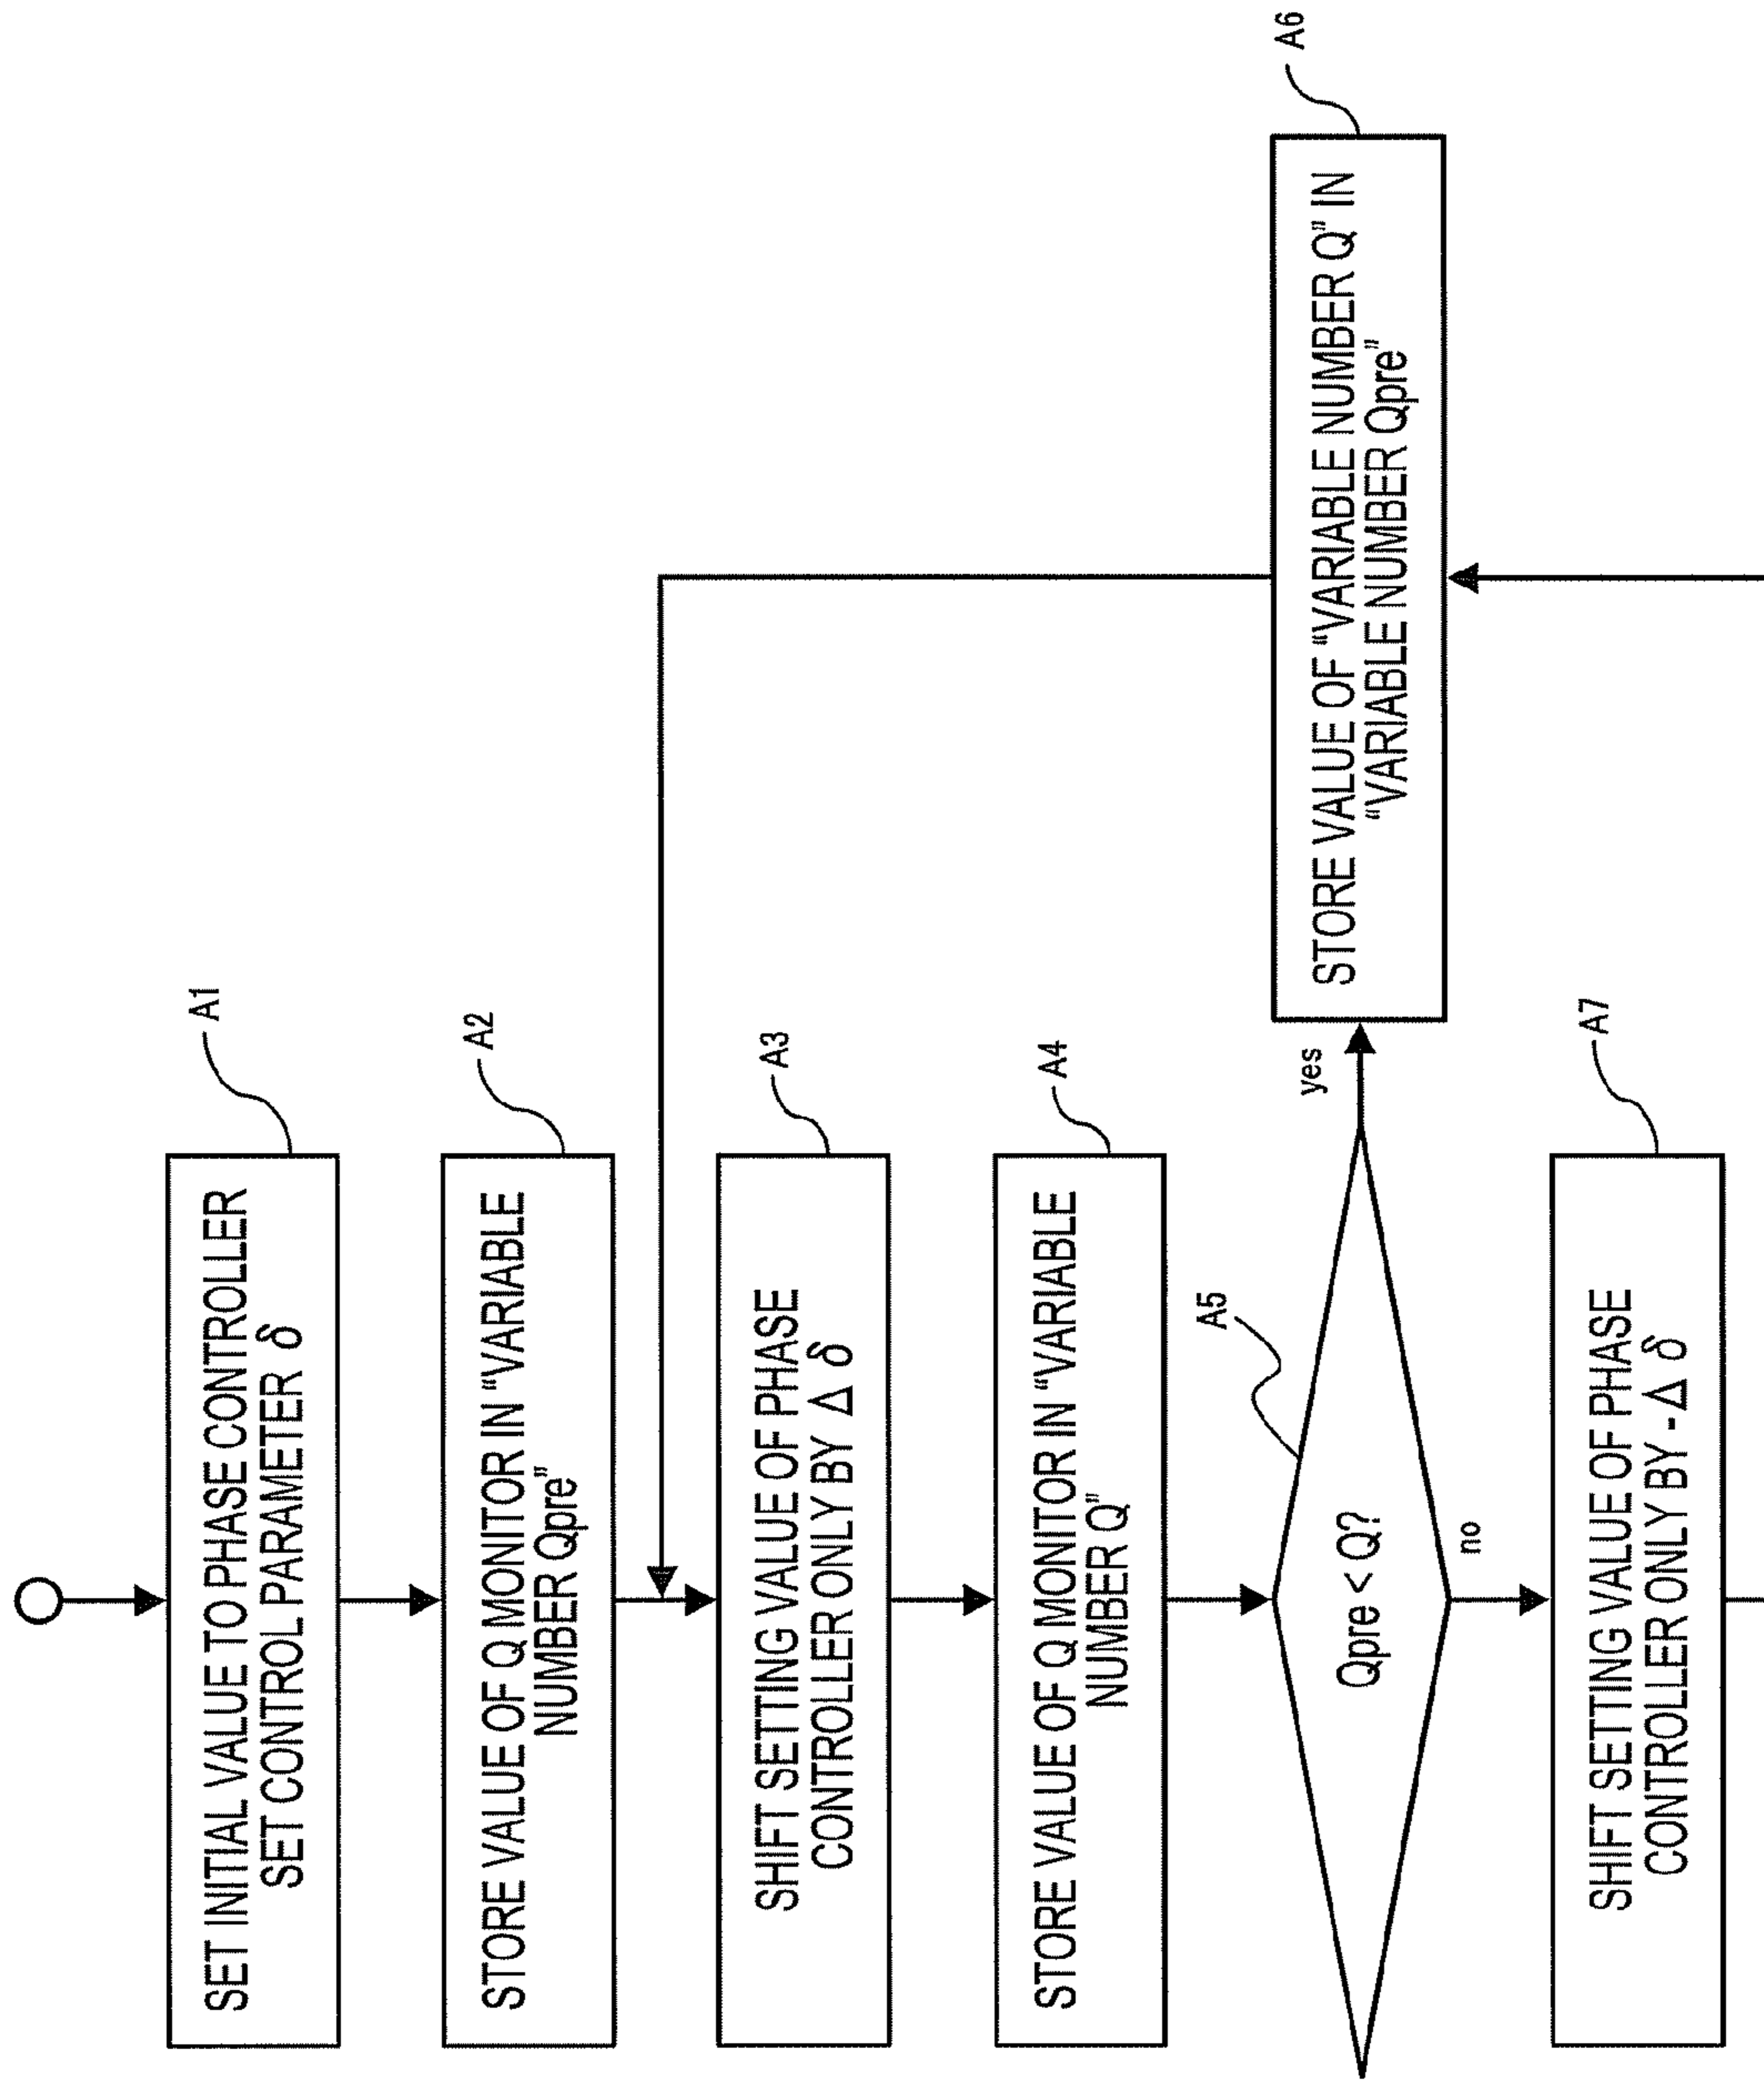 SET INITIAL VALUE TO PHASE CONTROLLER
SET CONTROL PARAMETER δ
A1
STORE VALUE OF Q MONITOR IN “VARIABLE
NUMBER Qpre”
A2
SHIFT SETTING VALUE OF PHASE
CONTROLLER ONLY BY Δ δ
A3
STORE VALUE OF Q MONITOR IN “VARIABLE
NUMBER Q”
A4
Qpre < Q?
A5
yes
no
STORE VALUE OF “VARIABLE NUMBER Q” IN
“VARIABLE NUMBER Qpre”
A6
SHIFT SETTING VALUE OF PHASE
CONTROLLER ONLY BY -Δ δ
A7